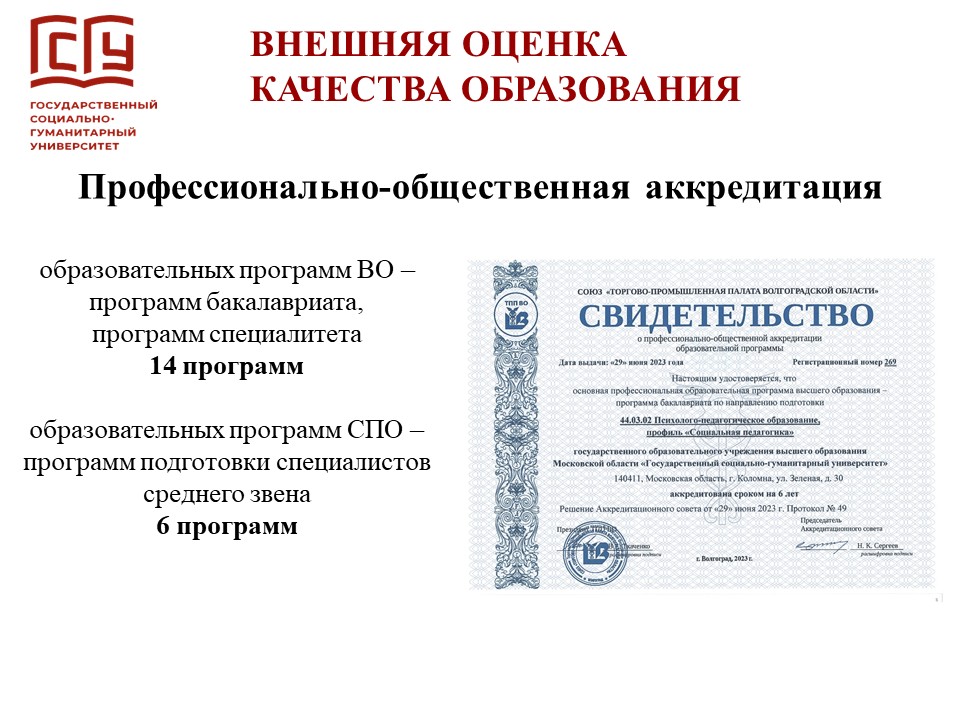 ГСГУ
ГОСУДАРСТВЕННЫЙ
СОЦИАЛЬНО-
ГУМАНИТАРНЫЙ
УНИВЕРСИТЕТ
ВНЕШНЯЯ ОЦЕНКА
КАЧЕСТВА ОБРАЗОВАНИЯ
Профессионально-общественная аккредитация
образовательных программ ВО –
программ бакалавриата,
программ специалитета
14 программ
образовательных программ СПО –
программ подготовки специалистов
среднего звена
6 программ
СОЮЗ «ТОРГОВО-ПРОМЫШЛЕННАЯ ПАЛАТА ВОЛГОГРАДСКОЙ ОБЛАСТИ»
ТПП ВО
СВИДЕТЕЛЬСТВО
о профессионально-общественной аккредитации
образовательной программы
Дата выдачи: «29» июня 2023 года Регистрационный номер 269
Настоящим удостоверяется, что
основная профессиональная образовательная программа высшего образования –
программа бакалавриата по направлению подготовки
44.03.02 Психолого-педагогическое образование,
профиль «Социальная педагогика»
государственного образовательного учреждения высшего образования
Московской области «Государственный социально-гуманитарный университет»
140411, Московская область, г. Коломна, ул. Зеленая, д. 30
аккредитована сроком на 6 лет
Решение Аккредитационного совета от «29» июня 2023 г. Протокол № 49
Председатель
Аккредитационного совета
Н. К. Сергеев
расшифровка подписи
г. Волгоград, 2023 г.